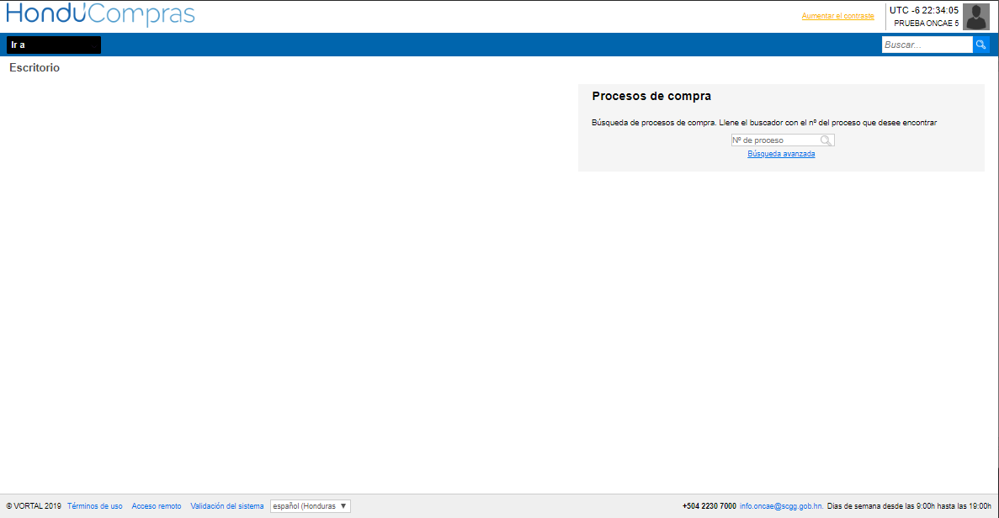 HonduCompras
Aumentar el contraste
UTC -6 22:34:05
PRUEBA ONCAE 5
Ir a
Buscar...
Escritorio
Procesos de compra
Búsqueda de procesos de compra. Llene el buscador con el nº del proceso que desee encontrar
Nº de proceso
Búsqueda avanzada
© VORTAL 2019 Términos de uso Acceso remoto Validación del sistema español (Honduras ▼ +504 2230 7000 info.oncae@scgg.gob.hn. Dias de semana desde las 9:00h hasta las 19:00h